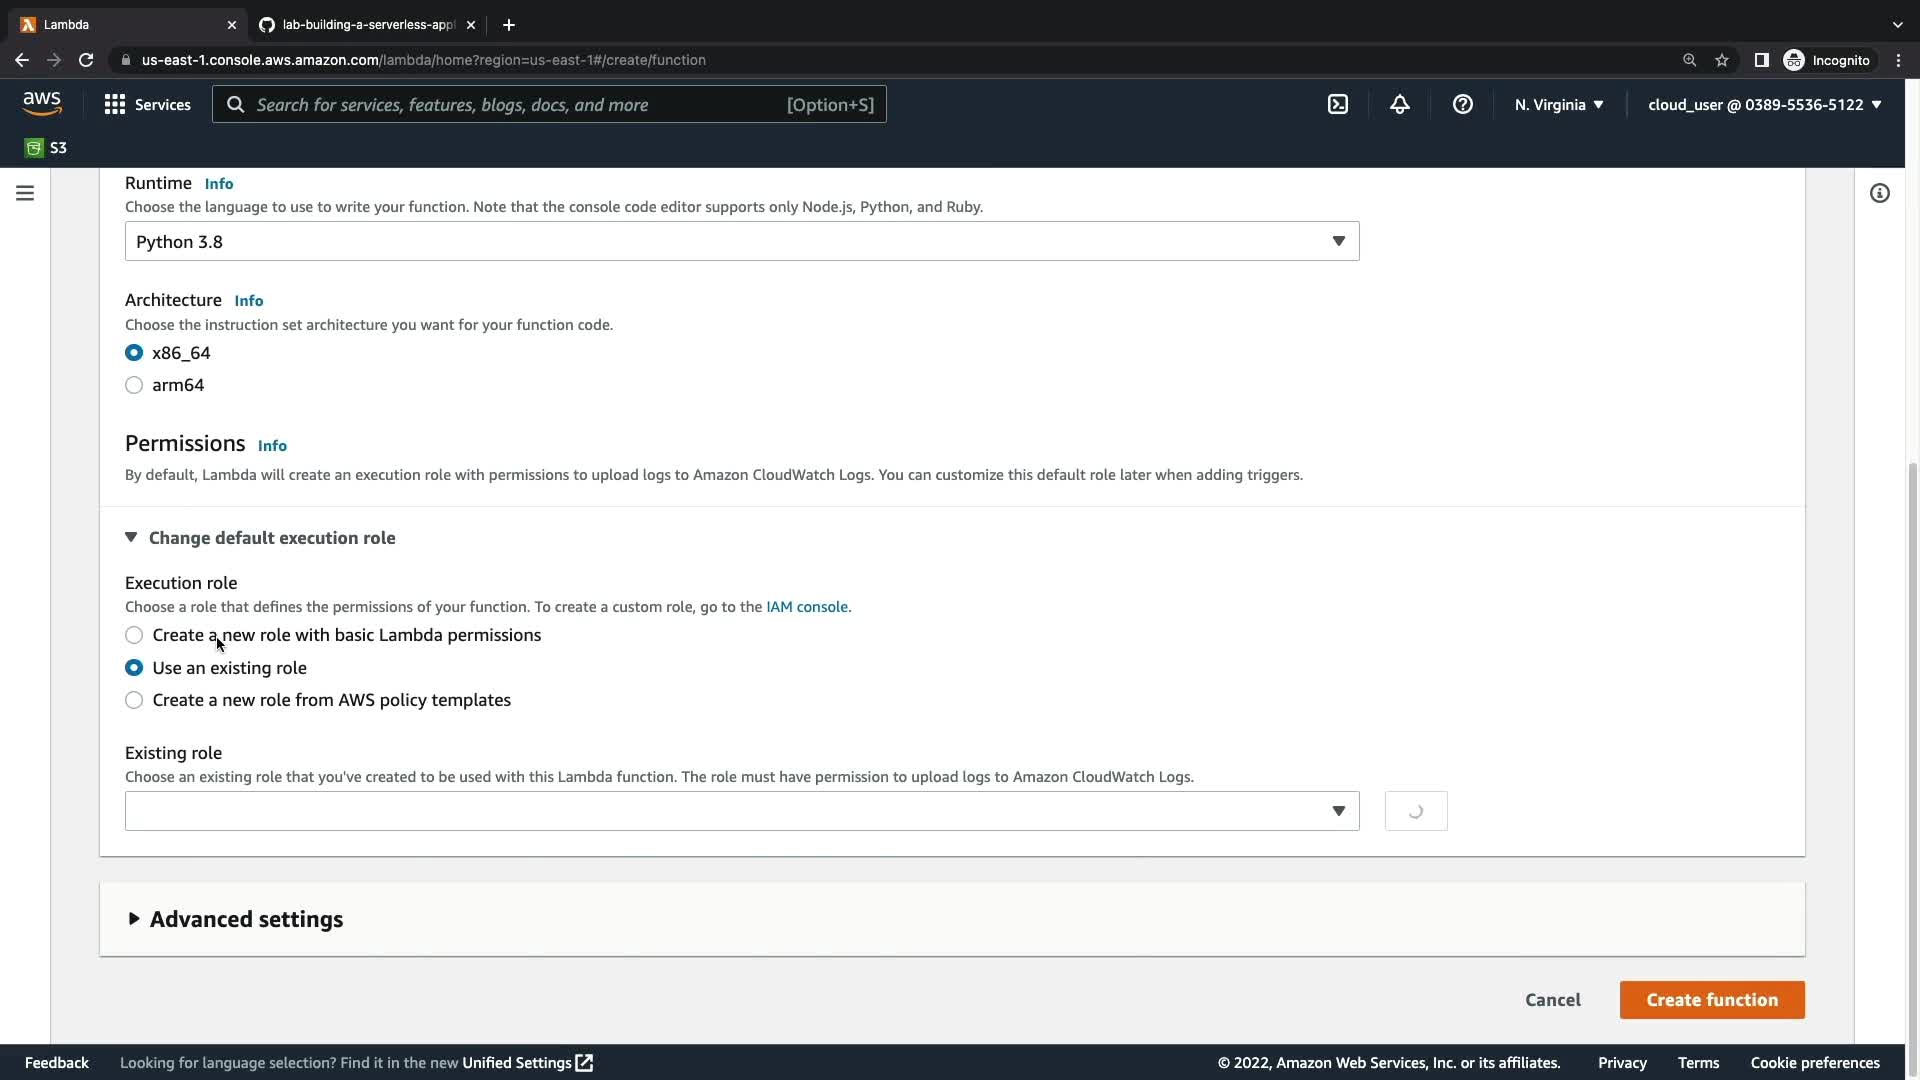 Lambda
lab-building-a-serverless-appl
us-east-1.console.aws.amazon.com/lambda/home?region=us-east-1#/create/function
Incognito
aws
Services
Search for services, features, blogs, docs, and more
[Option+S]
N. Virginia
cloud_user @ 0389-5536-5122
S3
Runtime Info
Choose the language to use to write your function. Note that the console code editor supports only Node.js, Python, and Ruby.
Python 3.8
Architecture Info
Choose the instruction set architecture you want for your function code.
x86_64
arm64
Permissions Info
By default, Lambda will create an execution role with permissions to upload logs to Amazon CloudWatch Logs. You can customize this default role later when adding triggers.
Change default execution role
Execution role
Choose a role that defines the permissions of your function. To create a custom role, go to the IAM console.
Create a new role with basic Lambda permissions
Use an existing role
Create a new role from AWS policy templates
Existing role
Choose an existing role that you've created to be used with this Lambda function. The role must have permission to upload logs to Amazon CloudWatch Logs.
Advanced settings
Cancel
Create function
Feedback
Looking for language selection? Find it in the new Unified Settings
© 2022, Amazon Web Services, Inc. or its affiliates.
Privacy
Terms
Cookie preferences